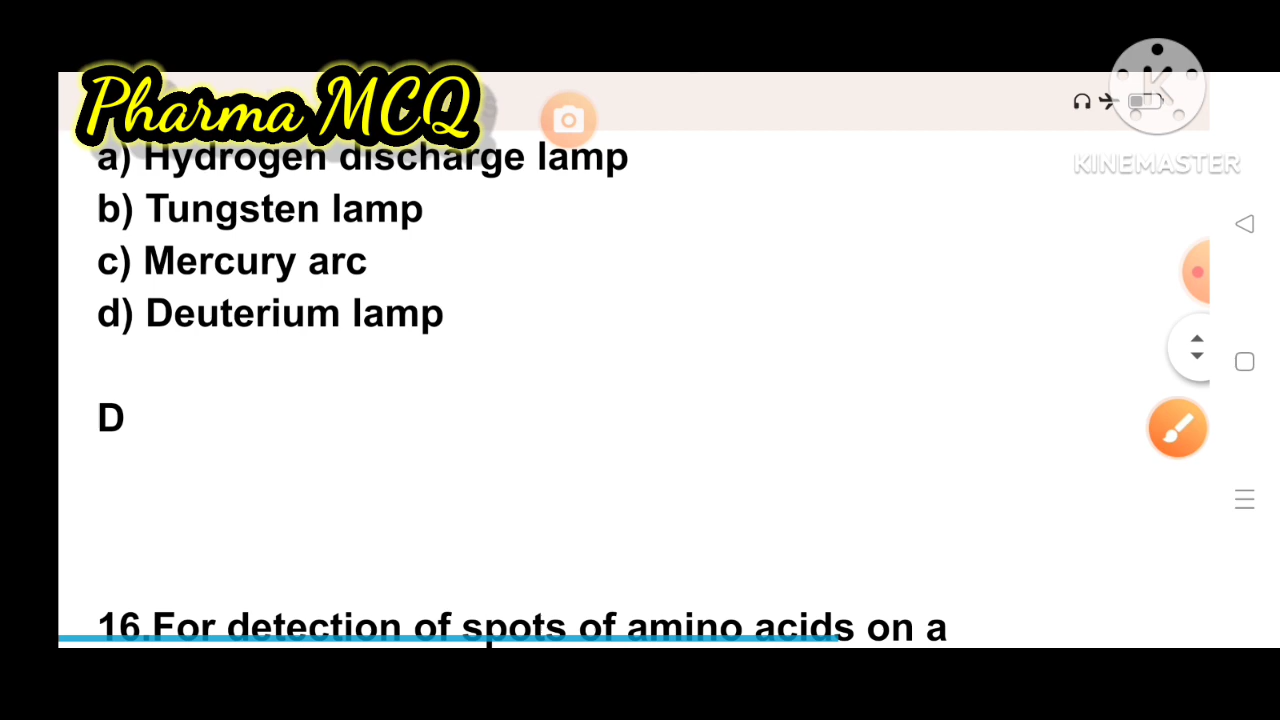 Pharma MCQ
KINEMASTER
a) Hydrogen discharge lamp
b) Tungsten lamp
c) Mercury arc
d) Deuterium lamp
D
16.For detection of spots of amino acids on a